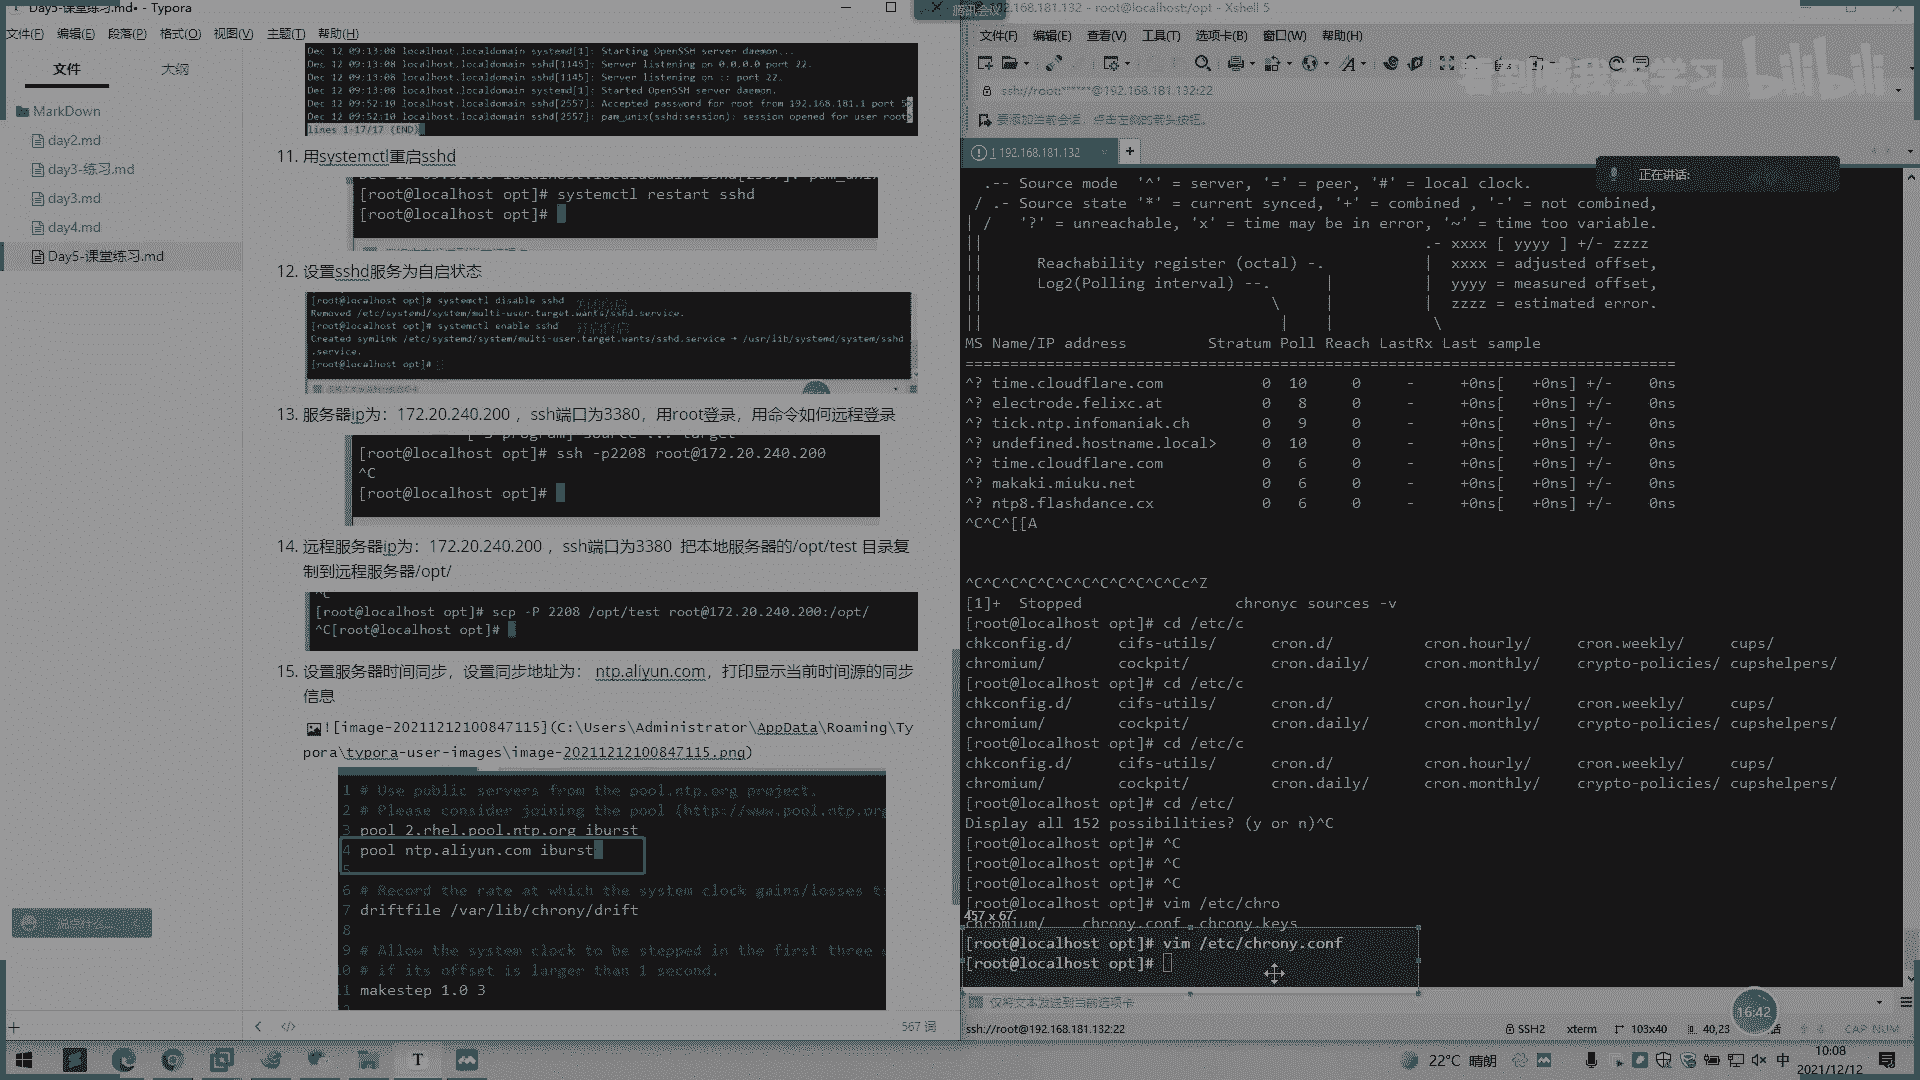 Day5-课堂练习.md• - Typora
文件(F) 编辑(E) 段落(P) 格式(O) 视图(V) 主题(T) 帮助(H)
文件
大纲
MarkDown
day2.md
day3-练习.md
day3.md
day4.md
Day5-课堂练习.md
Dec 12 09:13:08 localhost.localdomain systemd[1]: Starting OpenSSH server daemon...
Dec 12 09:13:08 localhost.localdomain sshd[1145]: Server listening on 0.0.0.0 port 22.
Dec 12 09:13:08 localhost.localdomain sshd[1145]: Server listening on :: port 22.
Dec 12 09:13:08 localhost.localdomain systemd[1]: Started OpenSSH server daemon.
Dec 12 09:52:10 localhost.localdomain sshd[2557]: Accepted password for root from 192.168.181.1 port 5>
Dec 12 09:52:10 localhost.localdomain sshd[2557]: pam_unix(sshd:session): session opened for user root>
lines 1-17/17 (END)
11. 用systemctl重启sshd
[root@localhost opt]# systemctl restart sshd
[root@localhost opt]#
12. 设置sshd服务为自启状态
[root@localhost opt]# systemctl disable sshd
Removed /etc/systemd/system/multi-user.target.wants/sshd.service.
[root@localhost opt]# systemctl enable sshd
Created symlink /etc/systemd/system/multi-user.target.wants/sshd.service → /usr/lib/systemd/system/sshd
.service.
[root@localhost opt]#
13. 服务器ip为：172.20.240.200 ，ssh端口为3380，用root登录，用命令如何远程登录
[root@localhost opt]# ssh -p2208 root@172.20.240.200
^C
[root@localhost opt]#
14. 远程服务器ip为：172.20.240.200 ，ssh端口为3380 把本地服务器的/opt/test 目录复
制到远程服务器/opt/
[root@localhost opt]# scp -P 2208 /opt/test root@172.20.240.200:/opt/
^C[root@localhost opt]#
15. 设置服务器时间同步，设置同步地址为： ntp.aliyun.com，打印显示当前时间源的同步
信息
![image-20211212100847115](C:\Users\Administrator\AppData\Roaming\Ty
pora\typora-user-images\image-20211212100847115.png)
1 # Use public servers from the pool.ntp.org project.
2 # Please consider joining the pool (http://www.pool.ntp.org
3 pool 2.rhel.pool.ntp.org iburst
4 pool ntp.aliyun.com iburst
5
6 # Record the rate at which the system clock gains/losses t
7 driftfile /var/lib/chrony/drift
8
9 # Allow the system clock to be stepped in the first three
10 # if its offset is larger than 1 second.
11 makestep 1.0 3
567 词
腾讯会议
192.168.181.132 - root@localhost:/opt - Xshell 5
文件(F) 编辑(E) 查看(V) 工具(T) 选项卡(B) 窗口(W) 帮助(H)
看到喊我去学习 bilibili
ssh://root:******@192.168.181.132:22
要添加当前会话，点击左侧的箭头按钮。
1 192.168.181.132
正在讲话:
.-- Source mode '^' = server, '=' = peer, '#' = local clock.
/ .- Source state '*' = current synced, '+' = combined , '-' = not combined,
| / '?' = unreachable, 'x' = time may be in error, '~' = time too variable.
|| .- xxxx [ yyyy ] +/- zzzz
|| Reachability register (octal) -. | xxxx = adjusted offset,
|| Log2(Polling interval) --. | | yyyy = measured offset,
|| \ | | zzzz = estimated error.
|| | | \
MS Name/IP address Stratum Poll Reach LastRx Last sample
===============================================================================
^? time.cloudflare.com 0 10 0 - +0ns[ +0ns] +/- 0ns
^? electrode.felixc.at 0 8 0 - +0ns[ +0ns] +/- 0ns
^? tick.ntp.infomaniak.ch 0 9 0 - +0ns[ +0ns] +/- 0ns
^? undefined.hostname.local> 0 10 0 - +0ns[ +0ns] +/- 0ns
^? time.cloudflare.com 0 6 0 - +0ns[ +0ns] +/- 0ns
^? makaki.miuku.net 0 6 0 - +0ns[ +0ns] +/- 0ns
^? ntp8.flashdance.cx 0 6 0 - +0ns[ +0ns] +/- 0ns
^C^C^[[A
^C^C^C^C^C^C^C^C^C^C^C^C^Cc^Z
[1]+ Stopped chronyc sources -v
[root@localhost opt]# cd /etc/c
chkconfig.d/ cifs-utils/ cron.d/ cron.hourly/ cron.weekly/ cups/
chromium/ cockpit/ cron.daily/ cron.monthly/ crypto-policies/ cupshelpers/
[root@localhost opt]# cd /etc/c
chkconfig.d/ cifs-utils/ cron.d/ cron.hourly/ cron.weekly/ cups/
chromium/ cockpit/ cron.daily/ cron.monthly/ crypto-policies/ cupshelpers/
[root@localhost opt]# cd /etc/c
chkconfig.d/ cifs-utils/ cron.d/ cron.hourly/ cron.weekly/ cups/
chromium/ cockpit/ cron.daily/ cron.monthly/ crypto-policies/ cupshelpers/
[root@localhost opt]# cd /etc/
Display all 152 possibilities? (y or n)^C
[root@localhost opt]# ^C
[root@localhost opt]# ^C
[root@localhost opt]# ^C
[root@localhost opt]# vim /etc/chro
457 x 67
chromium/ chrony.conf chrony.keys
[root@localhost opt]# vim /etc/chrony.conf
[root@localhost opt]#
仅将文本发送到当前选项卡
ssh://root@192.168.181.132:22
SSH2 xterm 103x40 40,23
16:42
CAP NUM
22°C 晴朗
中
10:08
2021/12/12